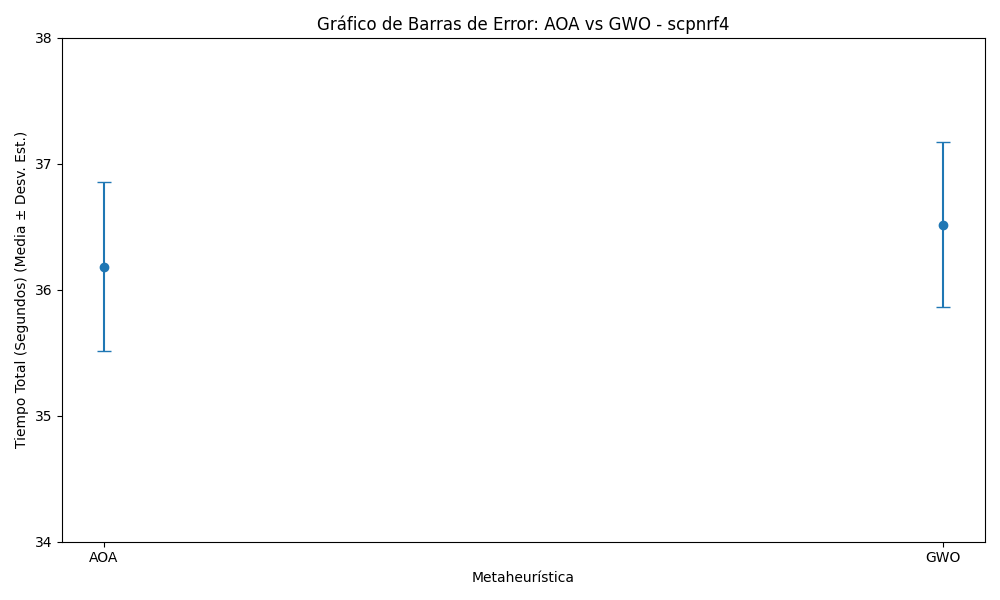 Gráfico de Barras de Error: AOA vs GWO - scpnrf4
Tiempo Total (Segundos) (Media ± Desv. Est.)
38
37
36
35
34
AOA
GWO
Metaheurística